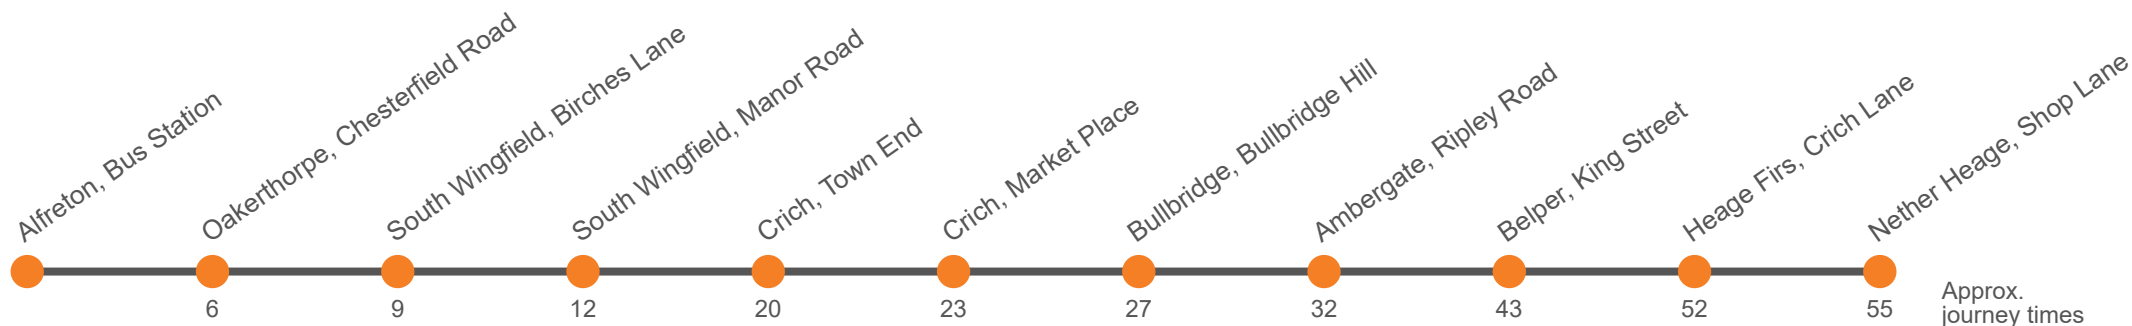 Alfreton, Bus Station
Oakerthorpe, Chesterfield Road
South Wingfield, Birches Lane
South Wingfield, Manor Road
Crich, Town End
Crich, Market Place
Bullbridge, Bullbridge Hill
Ambergate, Ripley Road
Belper, King Street
Heage Firs, Crich Lane
Nether Heage, Shop Lane
6
9
12
20
23
27
32
43
52
55
Approx.
journey times